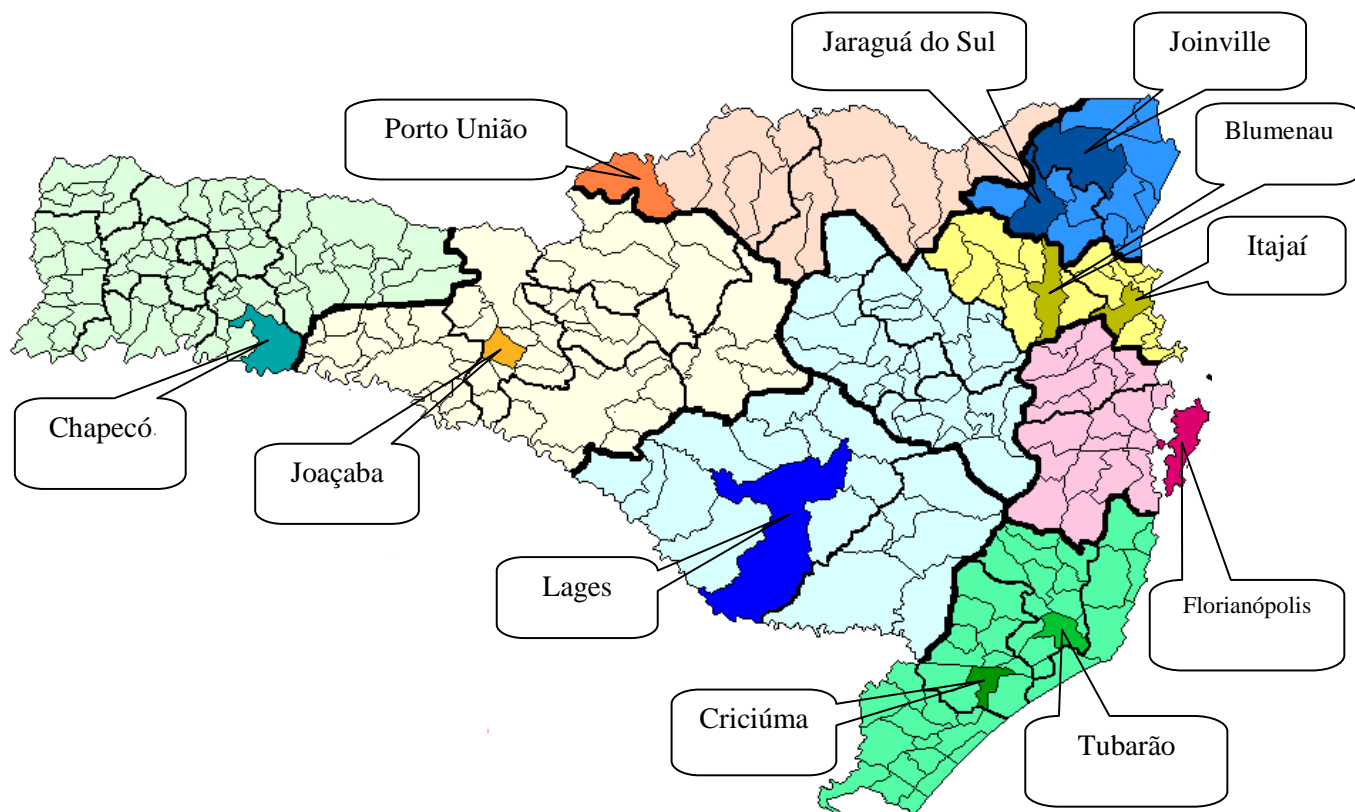 Jaraguá do Sul
Joinville
Porto União
Blumenau
Itajaí
Chapecó.
Joaçaba
Lages
Florianópolis
Criciúma
Tubarão